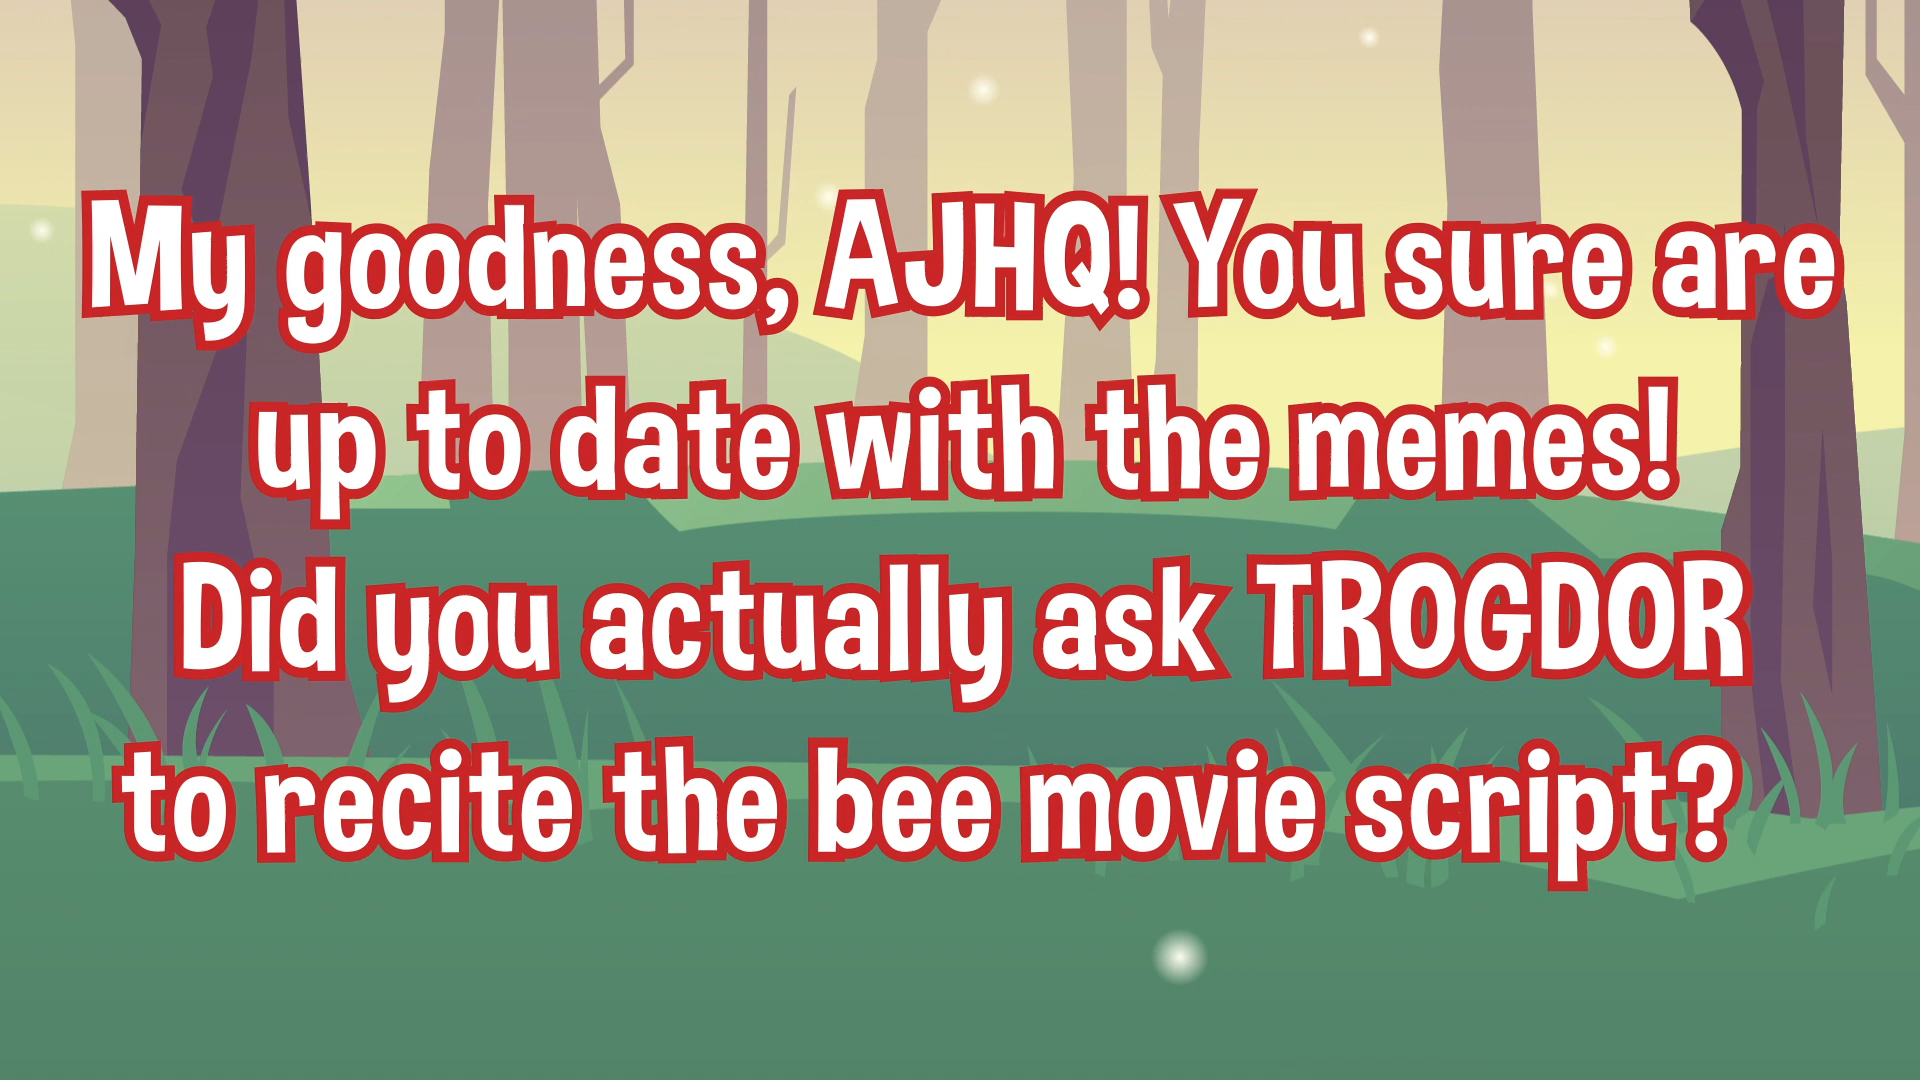 My goodness, AJHQ! You sure are
up to date with the memes!
Did you actually ask TROGDOR
to recite the bee movie script?